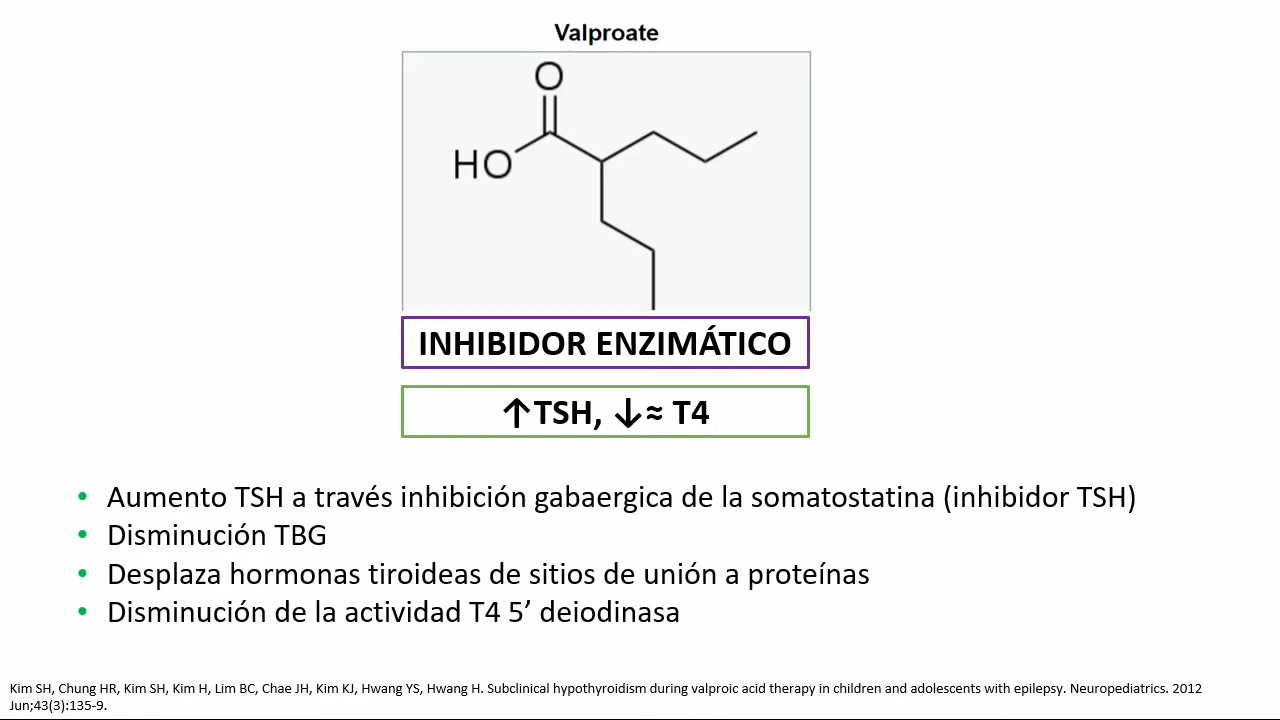 Valproate
O
HO
INHIBIDOR ENZIMÁTICO
↑TSH, ↓≈ T4
• Aumento TSH a través inhibición gabaergica de la somatostatina (inhibidor TSH)
• Disminución TBG
• Desplaza hormonas tiroideas de sitios de unión a proteínas
• Disminución de la actividad T4 5’ deiodinasa
Kim SH, Chung HR, Kim SH, Kim H, Lim BC, Chae JH, Kim KJ, Hwang YS, Hwang H. Subclinical hypothyroidism during valproic acid therapy in children and adolescents with epilepsy. Neuropediatrics. 2012
Jun;43(3):135-9.